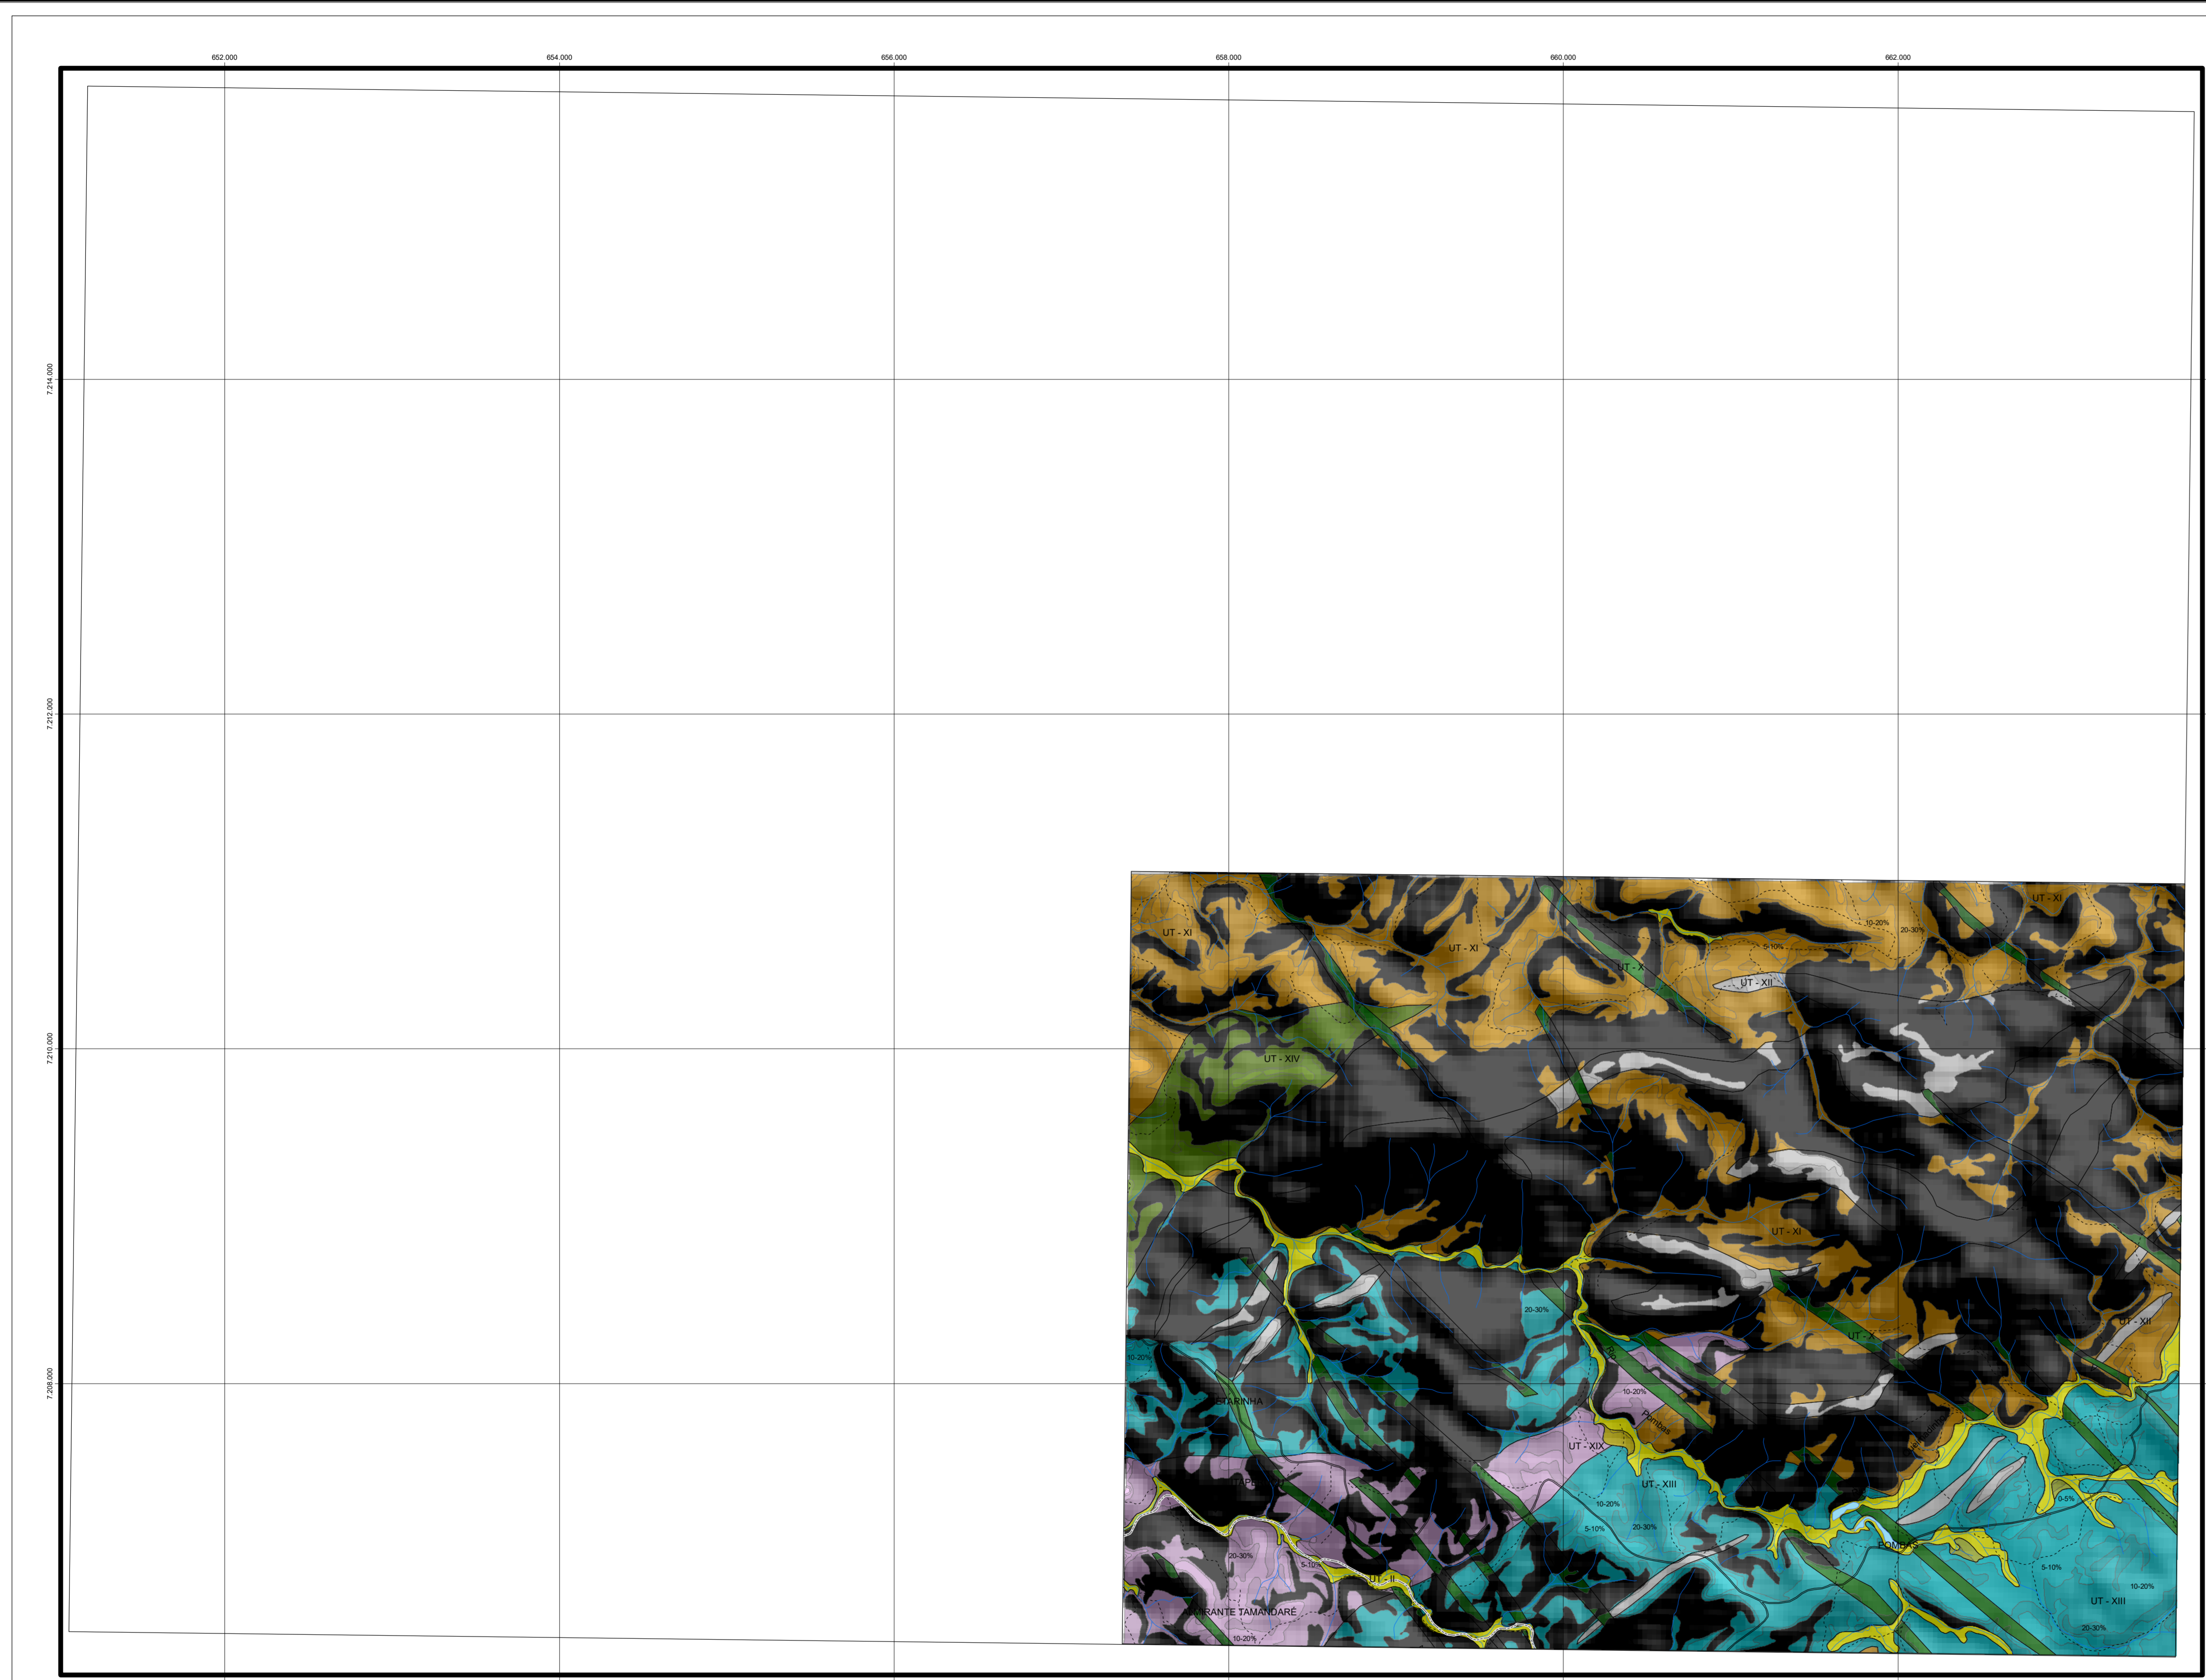 652.000
654.000
656.000
658.000
660.000
662.000
7.214.000
7.212.000
7.210.000
7.208.000
UT - XI
UT - XI
10-20%
20-30%
UT - XI
5-10%
UT - X
UT - XII
UT - XIV
UT - XI
20-30%
UT - XII
UT - X
Rio
10-20%
10-20%
Pombas
UT - XIX
UT - XIII
10-20%
0-5%
5-10%
20-30%
POMBAS
20-30%
5-10%
5-10%
UT - II
10-20%
UT - XIII
ALMIRANTE TAMANDARÉ
20-30%
10-20%